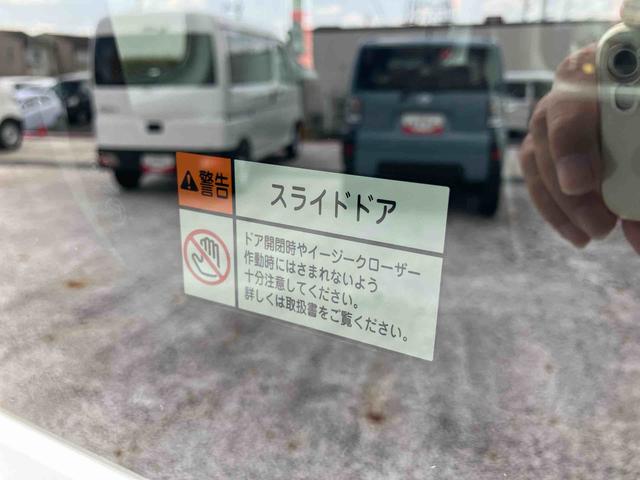 警告
スライドドア
ドア開閉時やイージークローザー
作動時にはさまれないよう
十分注意してください。
詳しくは取扱書をご覧ください。